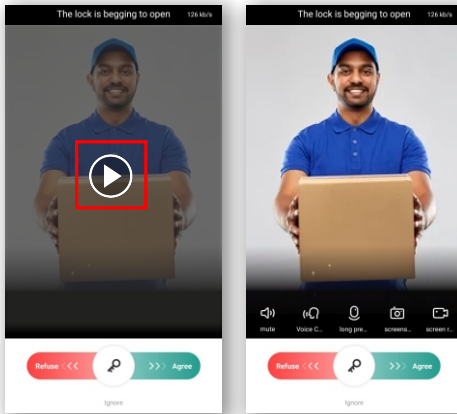 The lock is begging to open 126 kb/s
Refuse <<< >>> Agree
Ignore
The lock is begging to open 126 kb/s
mute Voice C... long pre... screens... screen r...
Refuse <<< >>> Agree
Ignore